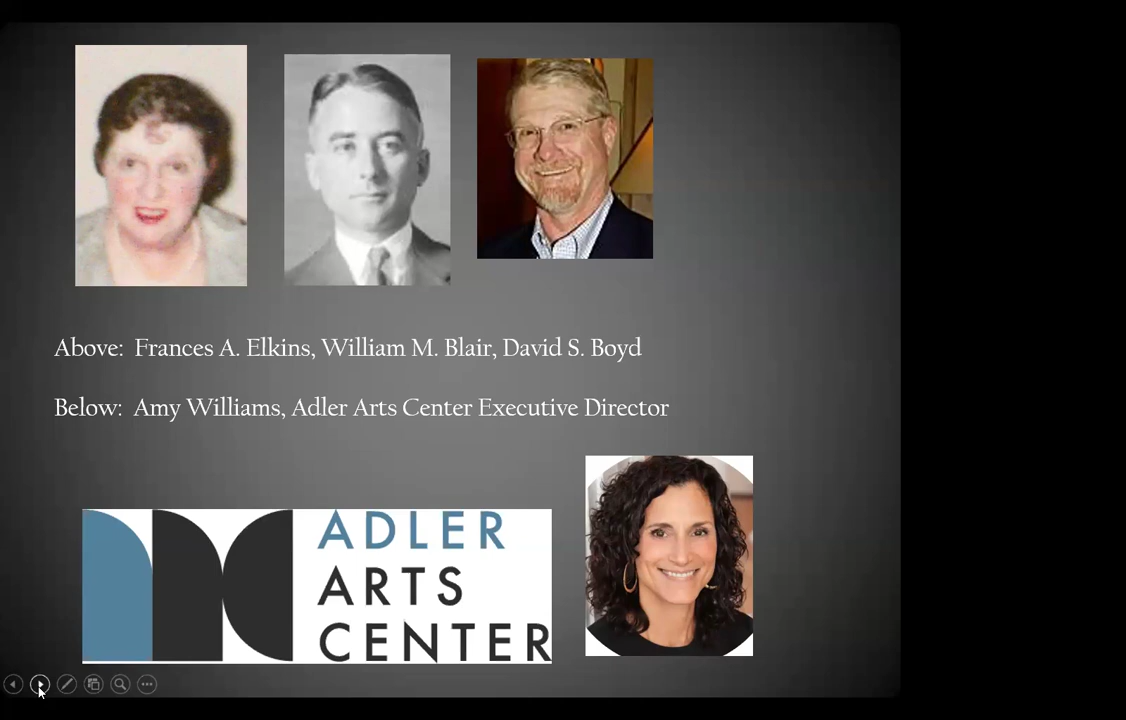 Above:  Frances A. Elkins, William M. Blair, David S. Boyd
Below:  Amy Williams, Adler Arts Center Executive Director
ADLER
ARTS
CENTER